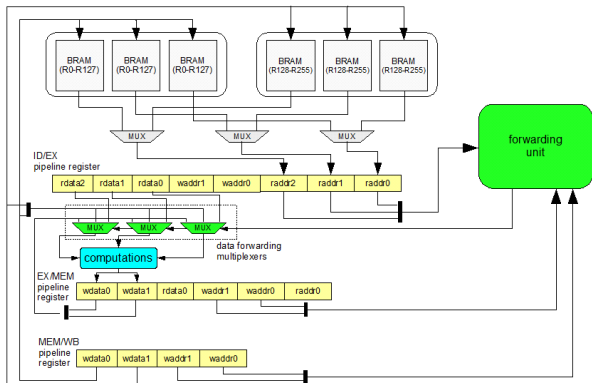 BRAM
(R0-R127)
BRAM
(R0-R127)
BRAM
(R0-R127)
BRAM
(R128-R255)
BRAM
(R128-R255)
BRAM
(R128-R255)
MUX
MUX
MUX
forwarding
unit
ID/EX
pipeline register
rdata2
rdata1
rdata0
waddr1
waddr0
raddr2
raddr1
raddr0
MUX
MUX
MUX
data forwarding
multiplexers
computations
EX/MEM
pipeline
register
wdata0
wdata1
rdata0
waddr1
waddr0
raddr0
MEM/WB
pipeline
register
wdata0
wdata1
waddr1
waddr0